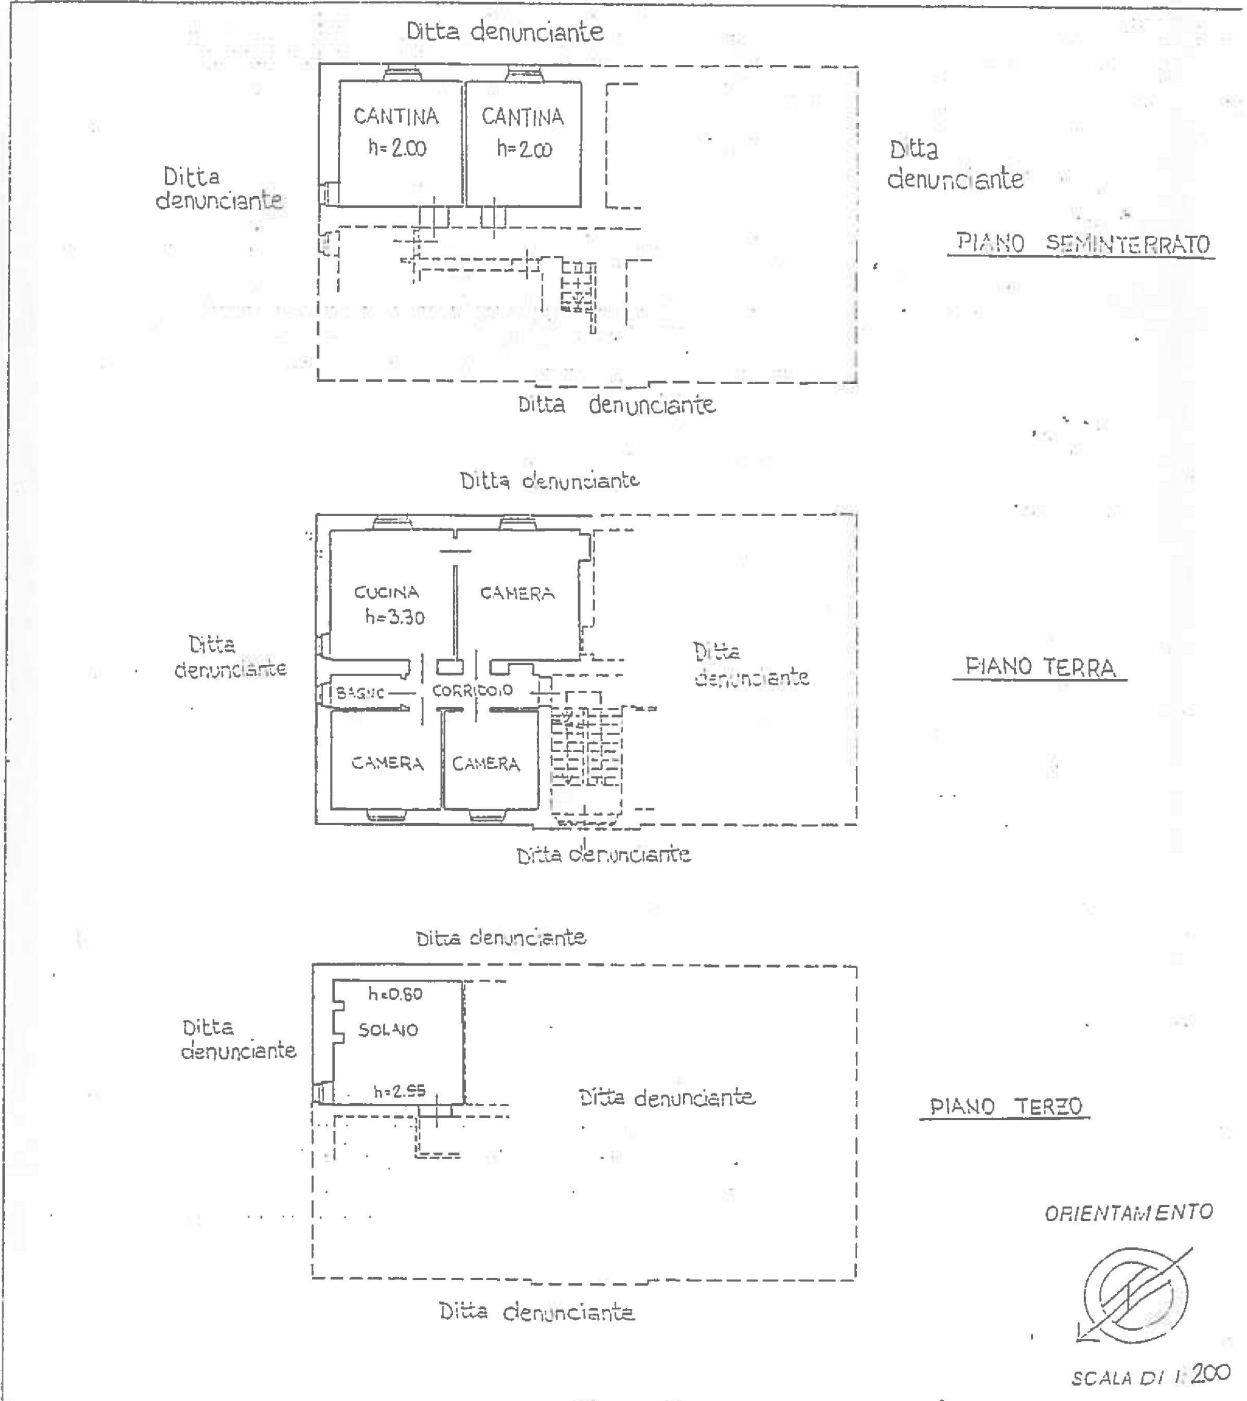 Ditta denunciante
CANTINA
h=2.00
CANTINA
h=2.00
Ditta
denunciante
Ditta
denunciante
PIANO SEMINTERRATO
Ditta denunciante
Ditta denunciante
CUCINA
h=3.30
CAMERA
Ditta
denunciante
Ditta
denunciante
PIANO TERRA
BAGNO
CORRIDOIO
CAMERA
CAMERA
Ditta denunciante
Ditta denunciante
h=0.60
SOLAIO
h=2.55
Ditta
denunciante
Ditta denunciante
PIANO TERZO
Ditta denunciante
ORIENTAMENTO
SCALA DI 1:200